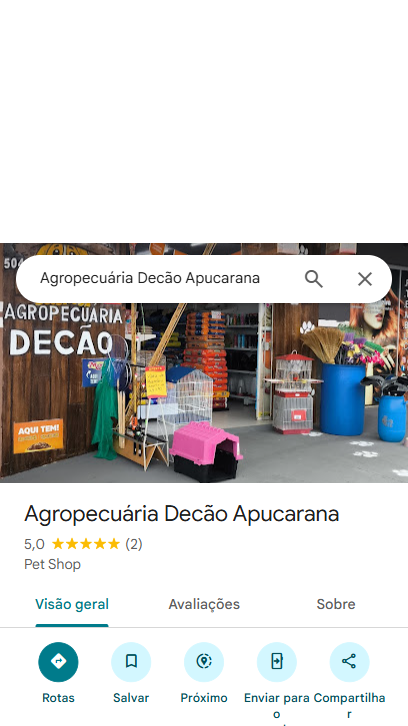 504
Agropecuária Decão Apucarana
AGROPECUÁRIA
DECÃO
AQUI TEM!
Agropecuária Decão Apucarana
5,0 ★★★★★ (2)
Pet Shop
Visão geral Avaliações Sobre
Rotas Salvar Próximo Enviar para o Compartilhar